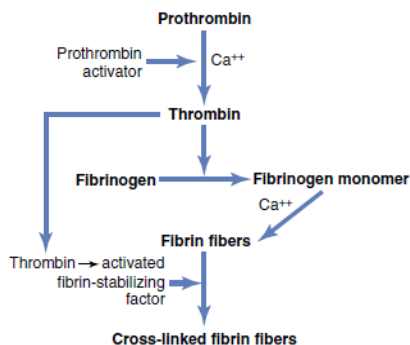 Prothrombin
Prothrombin
activator
Ca++
Thrombin
Fibrinogen
Fibrinogen monomer
Ca++
Fibrin fibers
Thrombin → activated
fibrin-stabilizing
factor
Cross-linked fibrin fibers